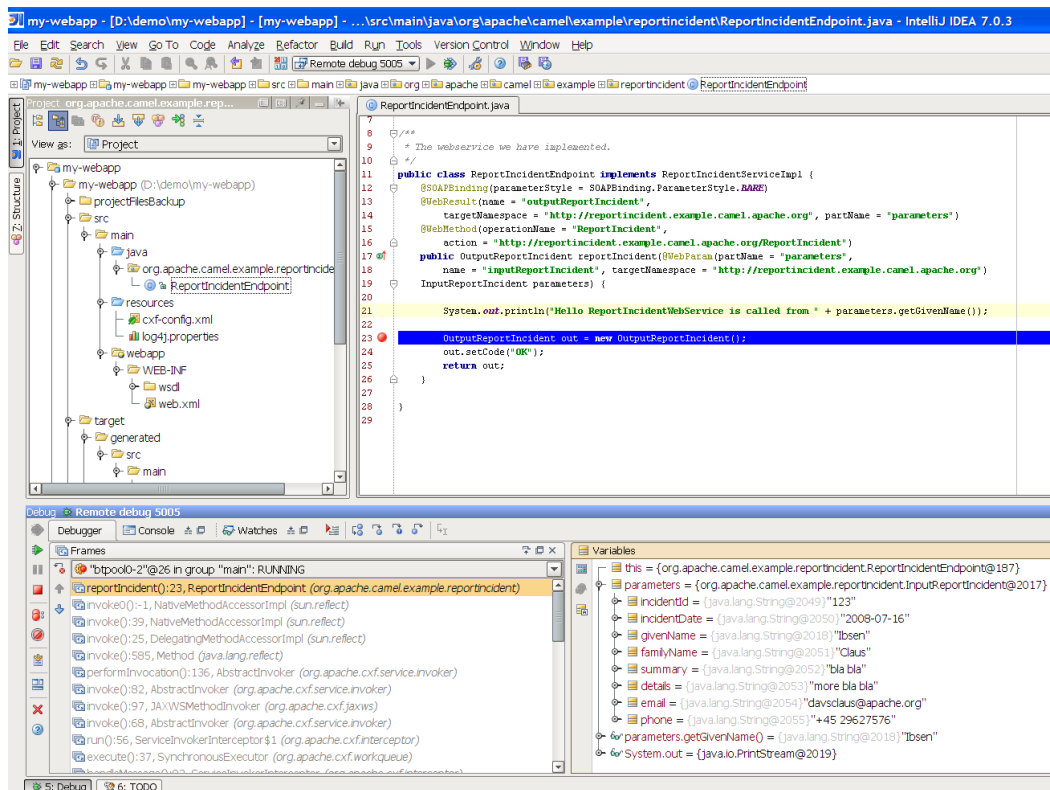 my-webapp - [D:\demo\my-webapp] - [my-webapp] - ...\src\main\java\org\apache\camel\example\reportincident\ReportIncidentEndpoint.java - IntelliJ IDEA 7.0.3
File Edit Search View Go To Code Analyze Refactor Build Run Tools Version Control Window Help
Remote debug 5005
my-webapp my-webapp my-webapp src main java org apache camel example reportincident ReportIncidentEndpoint
1: Project
Z: Structure
Project org.apache.camel.example.rep...
View as: Project
my-webapp
my-webapp (D:\demo\my-webapp)
projectFilesBackup
src
main
java
org.apache.camel.example.reportincide
ReportIncidentEndpoint
resources
cxf-config.xml
log4j.properties
webapp
WEB-INF
wsdl
web.xml
target
generated
src
main
ReportIncidentEndpoint.java
7
8 /**
9 * The webservice we have implemented.
10 */
11 public class ReportIncidentEndpoint implements ReportIncidentServiceImpl {
12 @SOAPBinding(parameterStyle = SOAPBinding.ParameterStyle.BARE)
13 @WebResult(name = "outputReportIncident",
14 targetNamespace = "http://reportincident.example.camel.apache.org", partName = "parameters")
15 @WebMethod(operationName = "ReportIncident",
16 action = "http://reportincident.example.camel.apache.org/ReportIncident")
17 public OutputReportIncident reportIncident(@WebParam(partName = "parameters",
18 name = "inputReportIncident", targetNamespace = "http://reportincident.example.camel.apache.org")
19 InputReportIncident parameters) {
20
21 System.out.println("Hello ReportIncidentWebService is called from " + parameters.getGivenName());
22
23 OutputReportIncident out = new OutputReportIncident();
24 out.setCode("OK");
25 return out;
26 }
27
28 }
29
Debug Remote debug 5005
Debugger Console Watches
Frames
"btpool0-2"@26 in group "main": RUNNING
reportIncident():23, ReportIncidentEndpoint (org.apache.camel.example.reportincident)
invoke0():-1, NativeMethodAccessorImpl (sun.reflect)
invoke():39, NativeMethodAccessorImpl (sun.reflect)
invoke():25, DelegatingMethodAccessorImpl (sun.reflect)
invoke():585, Method (java.lang.reflect)
performInvocation():136, AbstractInvoker (org.apache.cxf.service.invoker)
invoke():82, AbstractInvoker (org.apache.cxf.service.invoker)
invoke():97, JAXWSMethodInvoker (org.apache.cxf.jaxws)
invoke():68, AbstractInvoker (org.apache.cxf.service.invoker)
run():56, ServiceInvokerInterceptor$1 (org.apache.cxf.interceptor)
execute():37, SynchronousExecutor (org.apache.cxf.workqueue)
Variables
this = {org.apache.camel.example.reportincident.ReportIncidentEndpoint@187}
parameters = {org.apache.camel.example.reportincident.InputReportIncident@2017}
incidentId = {java.lang.String@2049}"123"
incidentDate = {java.lang.String@2050}"2008-07-16"
givenName = {java.lang.String@2018}"Ibsen"
familyName = {java.lang.String@2051}"Claus"
summary = {java.lang.String@2052}"bla bla"
details = {java.lang.String@2053}"more bla bla"
email = {java.lang.String@2054}"davsclaus@apache.org"
phone = {java.lang.String@2055}"+45 29627576"
parameters.getGivenName() = {java.lang.String@2018}"Ibsen"
System.out = {java.io.PrintStream@2019}
5: Debug 6: TODO